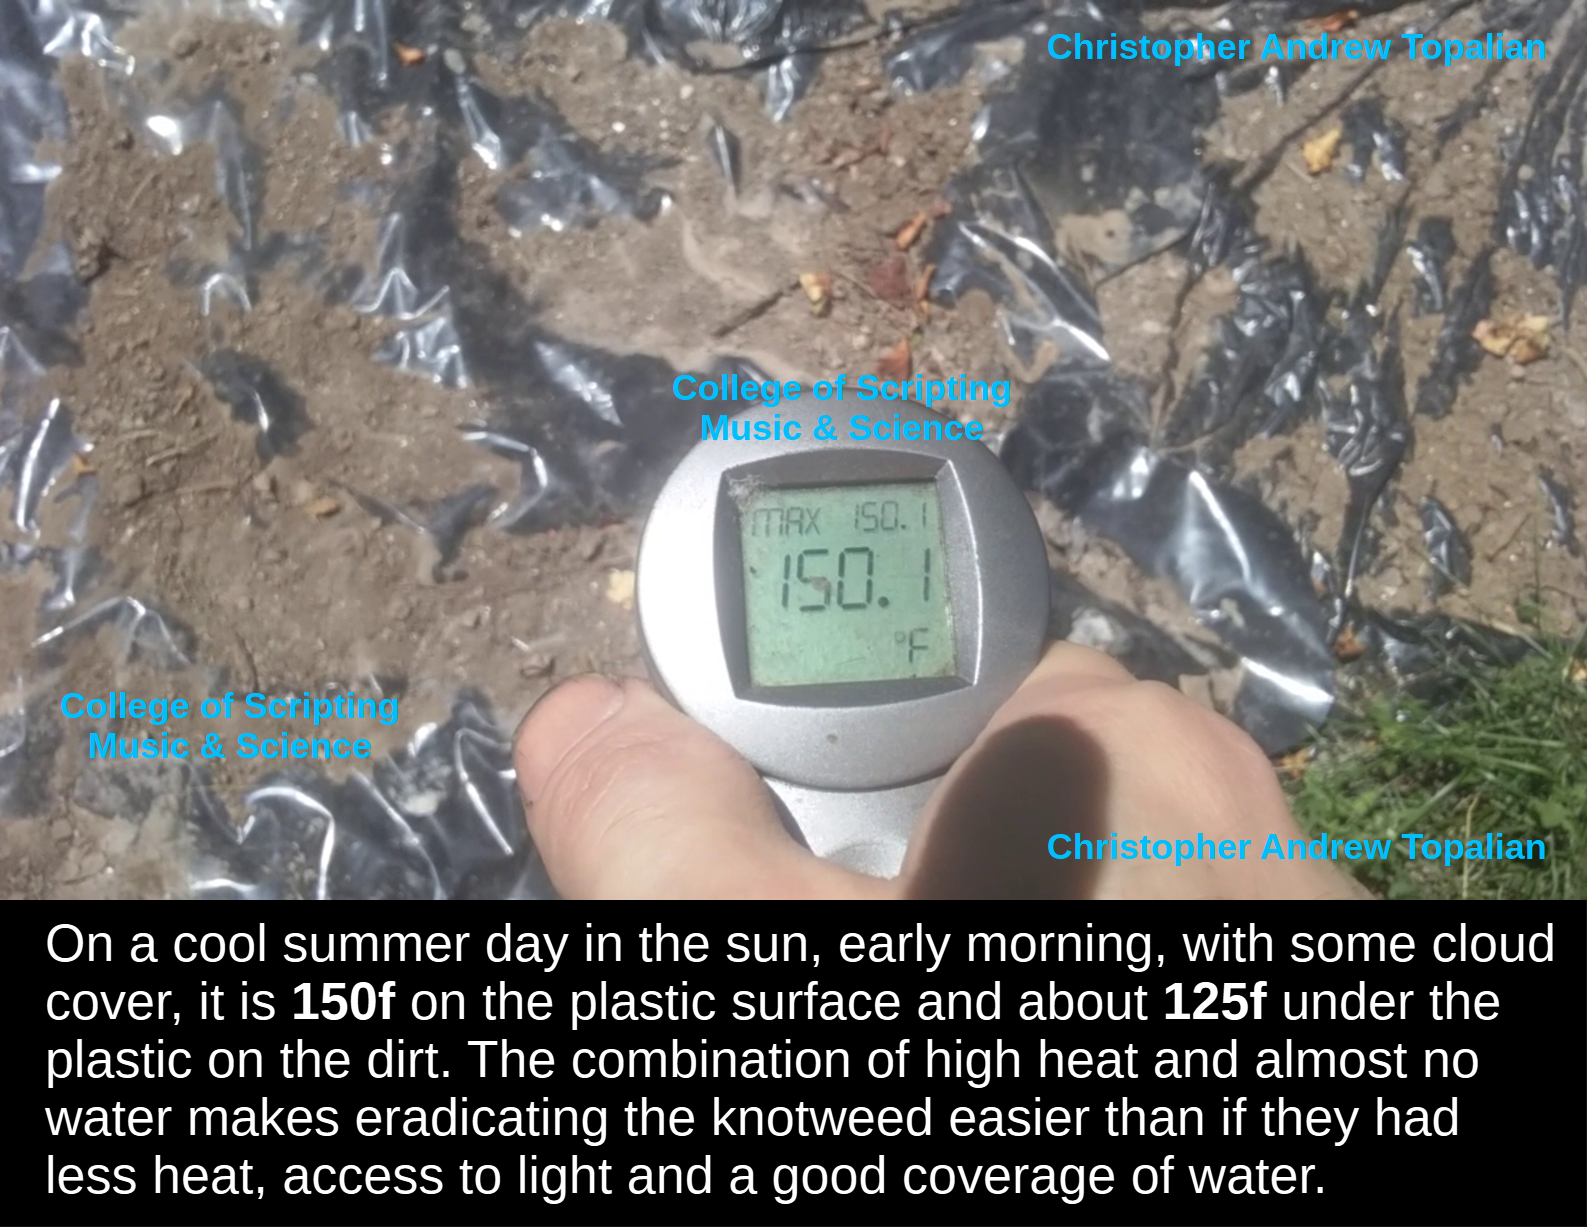 Christopher Andrew Topalian
College of Scripting
Music & Science
MAX 150.1
150.1
°F
College of Scripting
Music & Science
Christopher Andrew Topalian
On a cool summer day in the sun, early morning, with some cloud
cover, it is 150f on the plastic surface and about 125f under the
plastic on the dirt. The combination of high heat and almost no
water makes eradicating the knotweed easier than if they had
less heat, access to light and a good coverage of water.